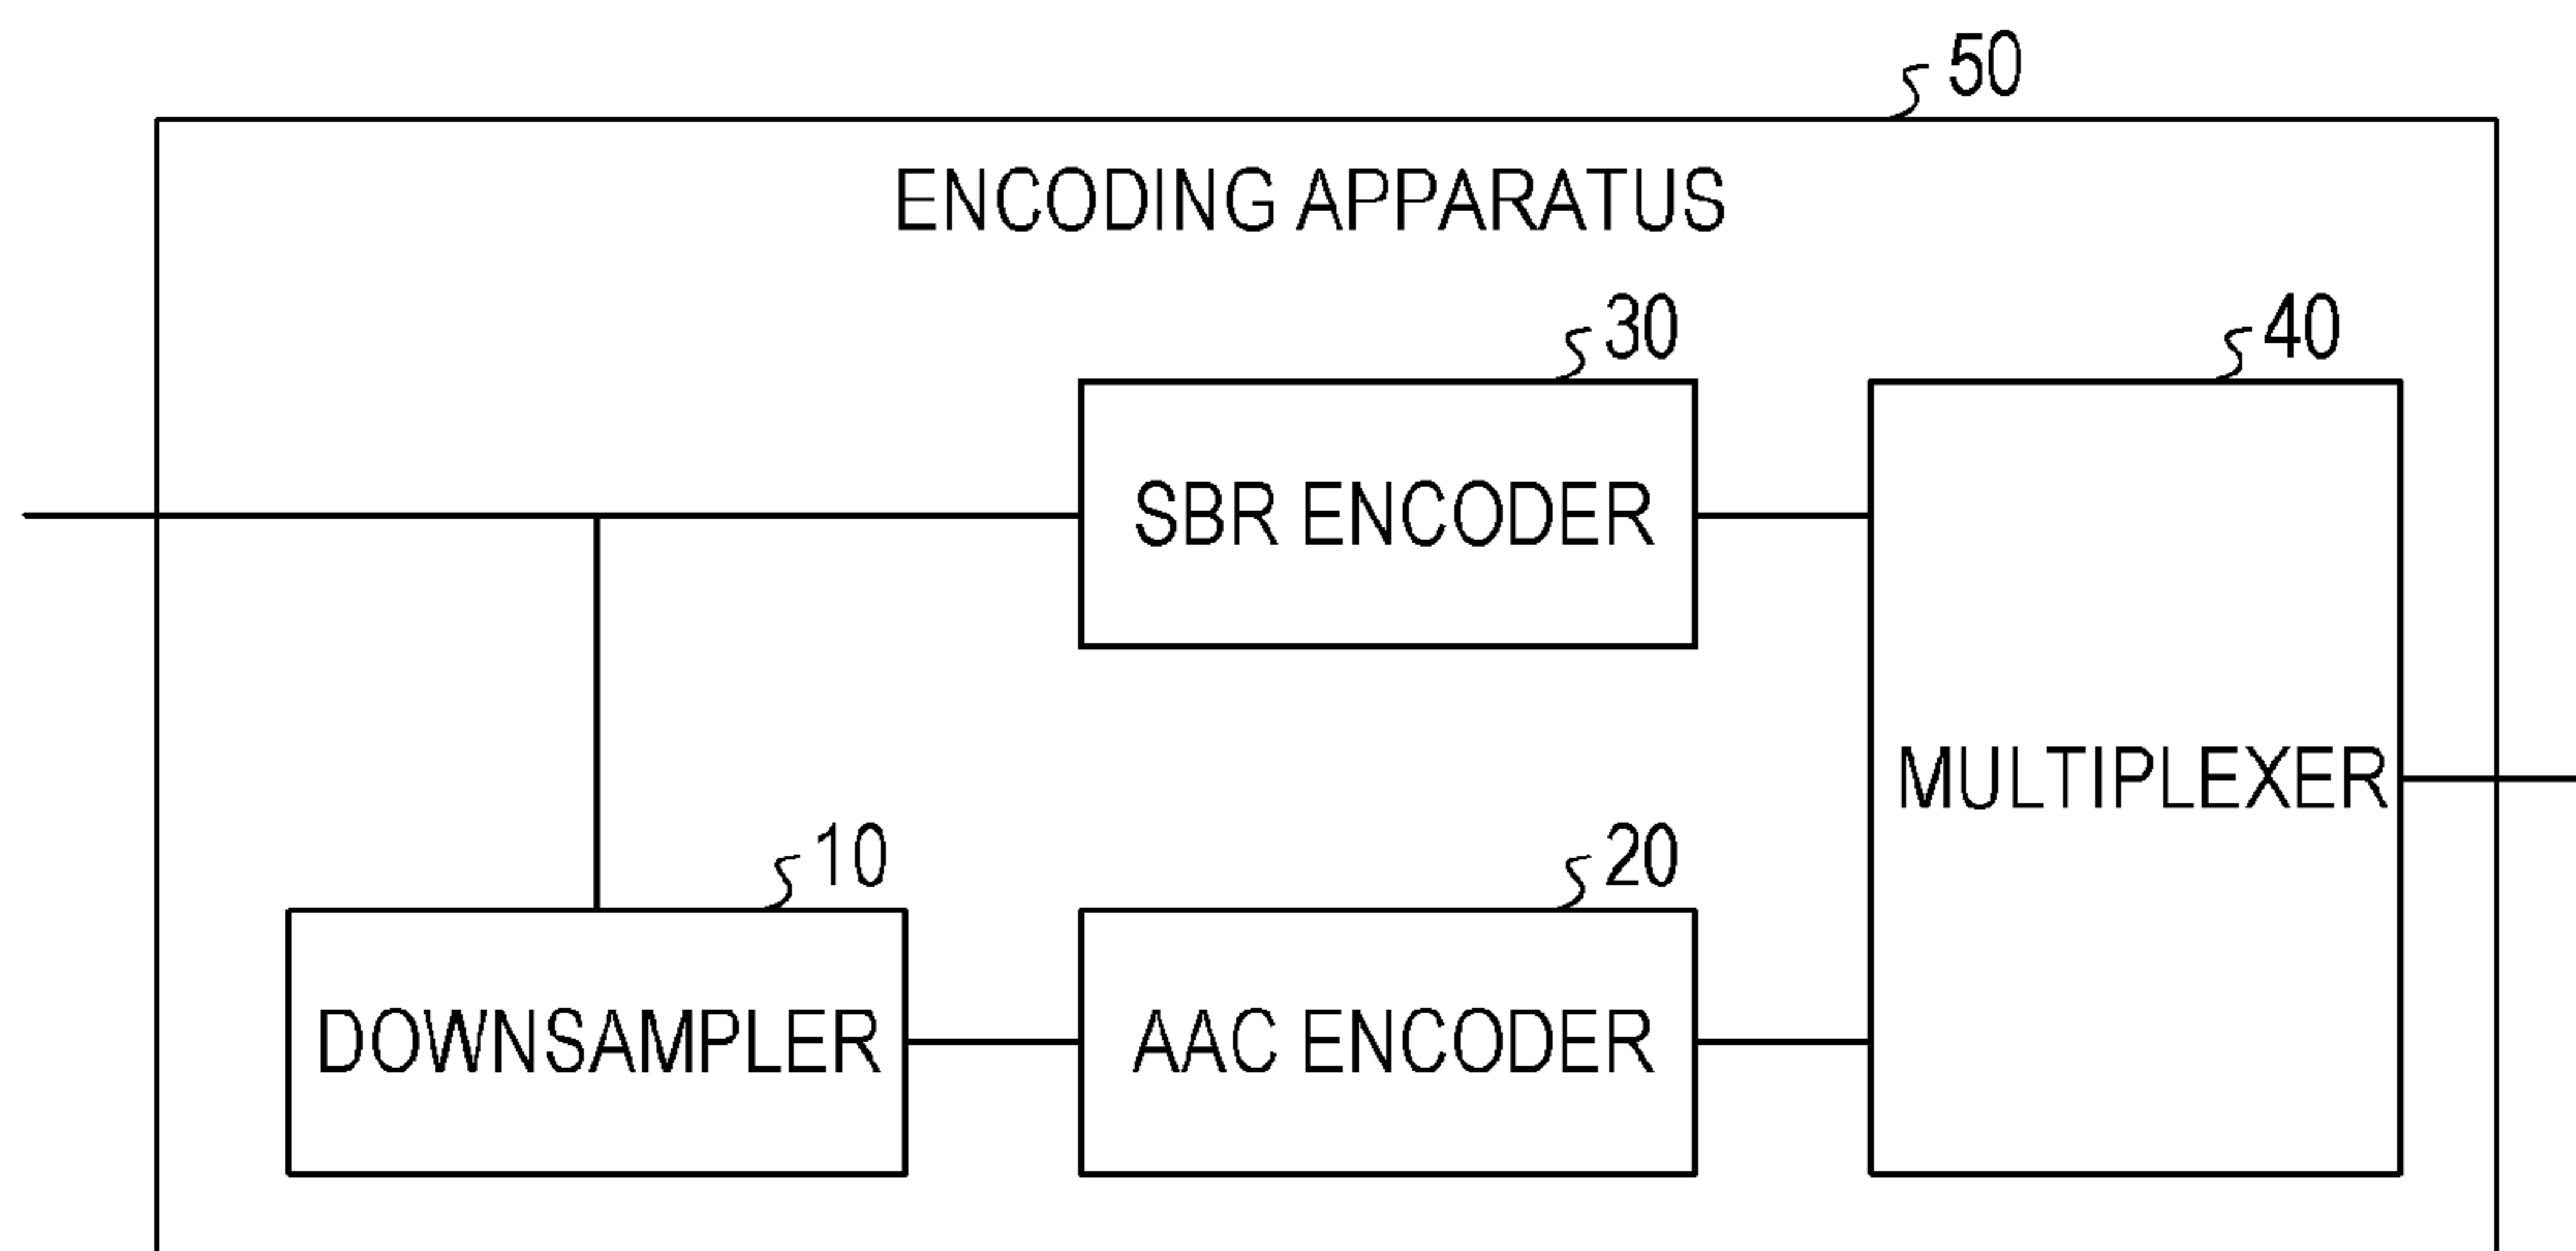 50
ENCODING APPARATUS
30
40
SBR ENCODER
MULTIPLEXER
10
20
DOWNSAMPLER
AAC ENCODER